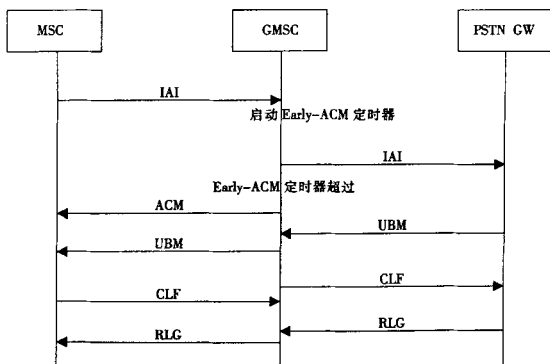 MSC
GMSC
PSTN GW
IAI
启动 Early-ACM 定时器
IAI
Early-ACM 定时器超过
ACM
UBM
UBM
CLF
CLF
RLG
RLG